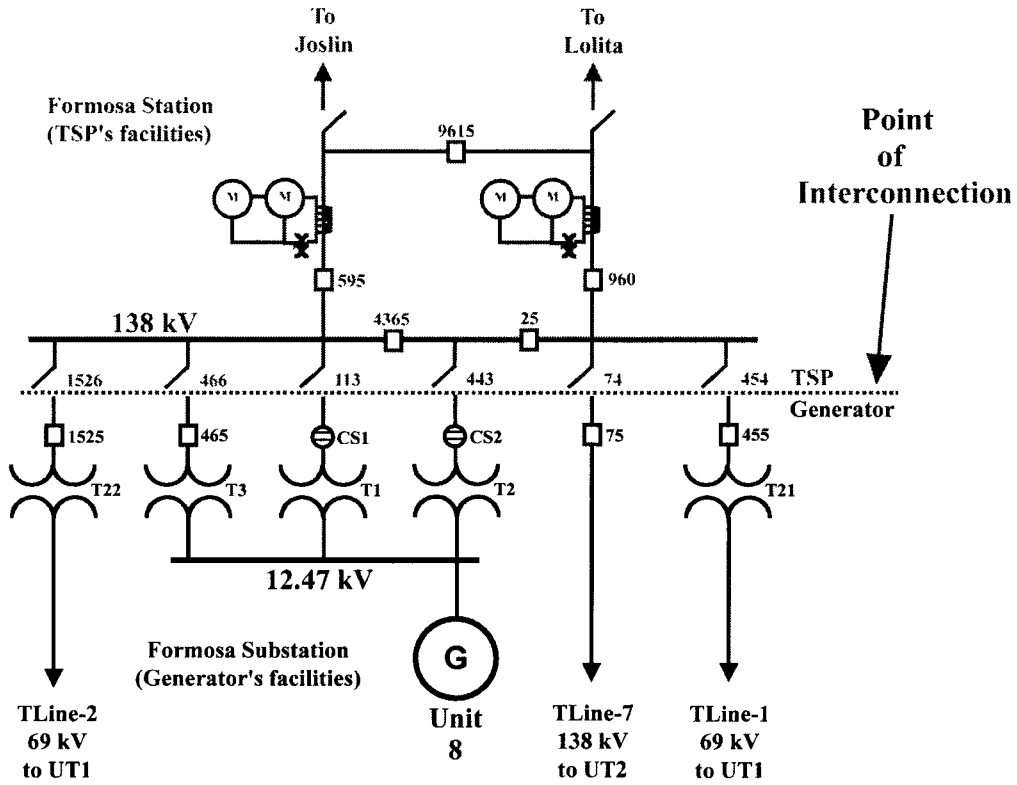 To
Joslin
To
Lolita
Formosa Station
(TSP's facilities)
9615
Point
of
Interconnection
M M
M M
595
960
138 kV
4365
25
1526
466
113
443
74
454
TSP
Generator
1525
465
CS1
CS2
75
455
T22
T3
T1
T2
T21
12.47 kV
Formosa Substation
(Generator's facilities)
G
Unit
8
TLine-2
69 kV
to UT1
TLine-7
138 kV
to UT2
TLine-1
69 kV
to UT1